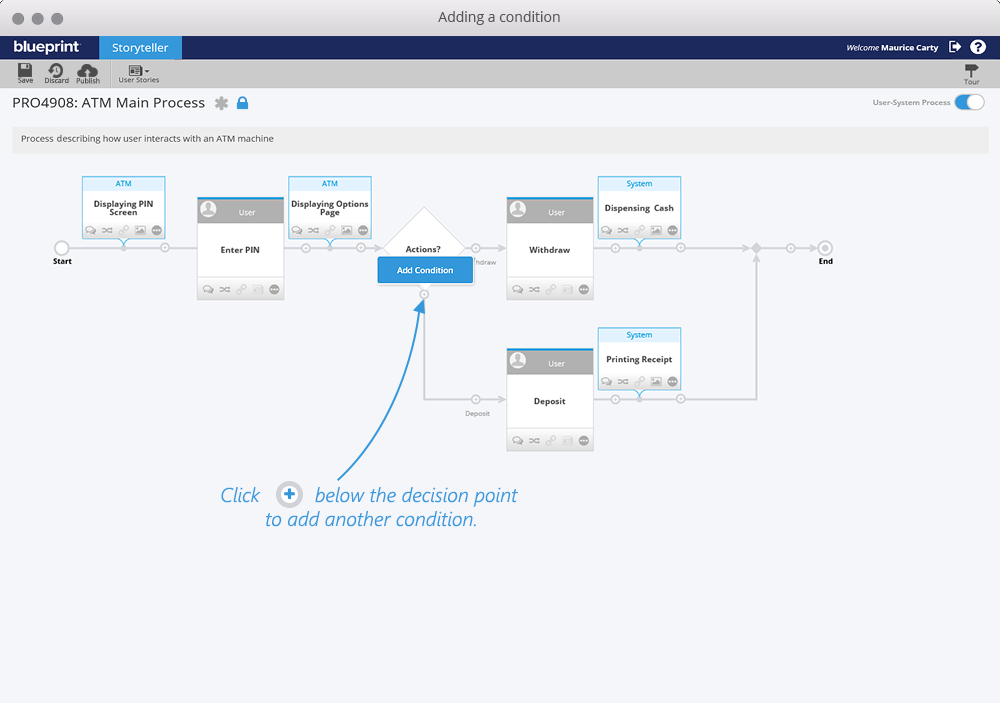 Adding a condition
blueprint Storyteller Welcome Maurice Carty
Save Discard Publish User Stories Tour
PRO4908: ATM Main Process User-System Process
Process describing how user interacts with an ATM machine
ATM
Displaying PIN
Screen
User
Enter PIN
ATM
Displaying Options
Page
Actions?
Add Condition
User
Withdraw
System
Dispensing Cash
Start
End
User
Deposit
System
Printing Receipt
Deposit
Click + below the decision point
to add another condition.